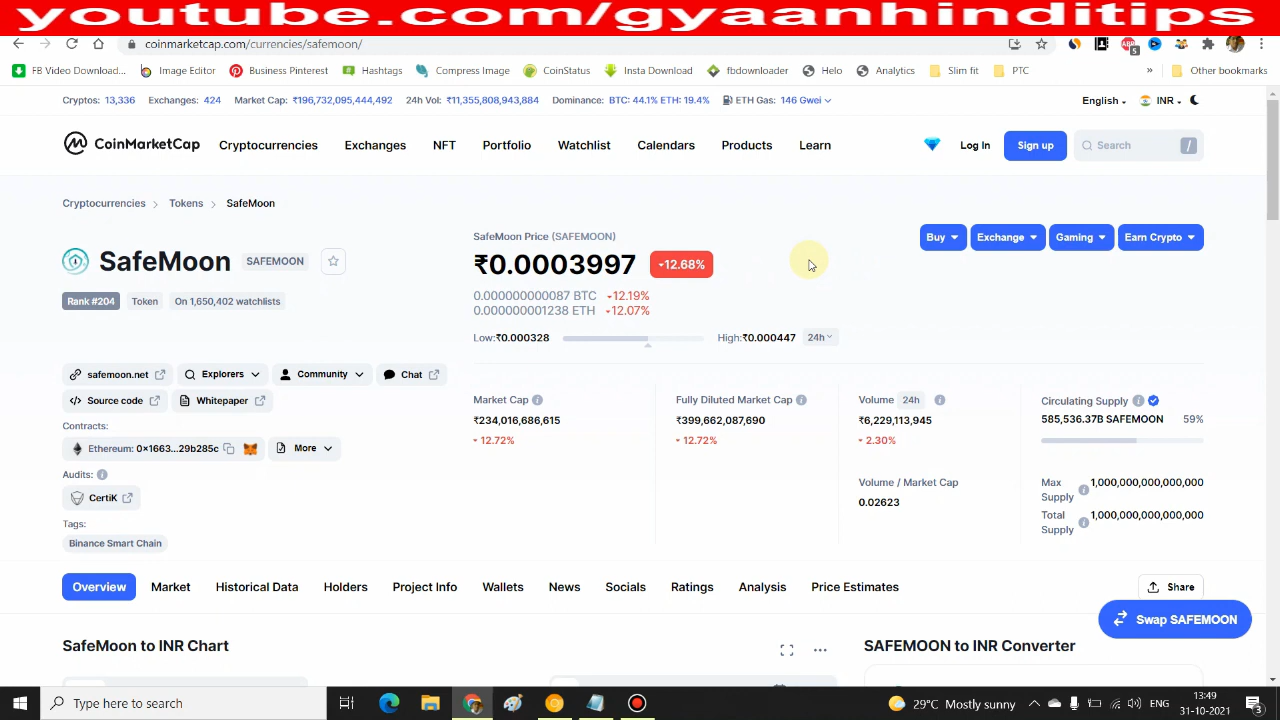 youtube.com/gyaanhinditips
coinmarketcap.com/currencies/safemoon/
FB Video Download... Image Editor Business Pinterest Hashtags Compress Image CoinStatus Insta Download fbdownloader Helo Analytics Slim fit PTC » Other bookmarks
Cryptos: 13,336 Exchanges: 424 Market Cap: ₹196,732,095,444,492 24h Vol: ₹11,355,808,943,884 Dominance: BTC: 44.1% ETH: 19.4% ETH Gas: 146 Gwei English INR
CoinMarketCap Cryptocurrencies Exchanges NFT Portfolio Watchlist Calendars Products Learn Log In Sign up Search /
Cryptocurrencies > Tokens > SafeMoon
SafeMoon Price (SAFEMOON)
Buy Exchange Gaming Earn Crypto
SafeMoon SAFEMOON ₹0.0003997 12.68%
0.000000000087 BTC 12.19%
Rank #204 Token On 1,650,402 watchlists
0.000000001238 ETH 12.07%
Low:₹0.000328 High:₹0.000447 24h
safemoon.net Explorers Community Chat
Source code Whitepaper
Market Cap Fully Diluted Market Cap Volume 24h Circulating Supply
₹234,016,686,615 ₹399,662,087,690 ₹6,229,113,945 585,536.37B SAFEMOON 59%
12.72% 12.72% 2.30%
Contracts:
Ethereum: 0x1663...29b285c More
Audits:
CertiK
Volume / Market Cap
0.02623
Max Supply 1,000,000,000,000,000
Total Supply 1,000,000,000,000,000
Tags:
Binance Smart Chain
Overview Market Historical Data Holders Project Info Wallets News Socials Ratings Analysis Price Estimates Share
Swap SAFEMOON
SafeMoon to INR Chart SAFEMOON to INR Converter
Type here to search 29°C Mostly sunny ENG 13:49
31-10-2021 3